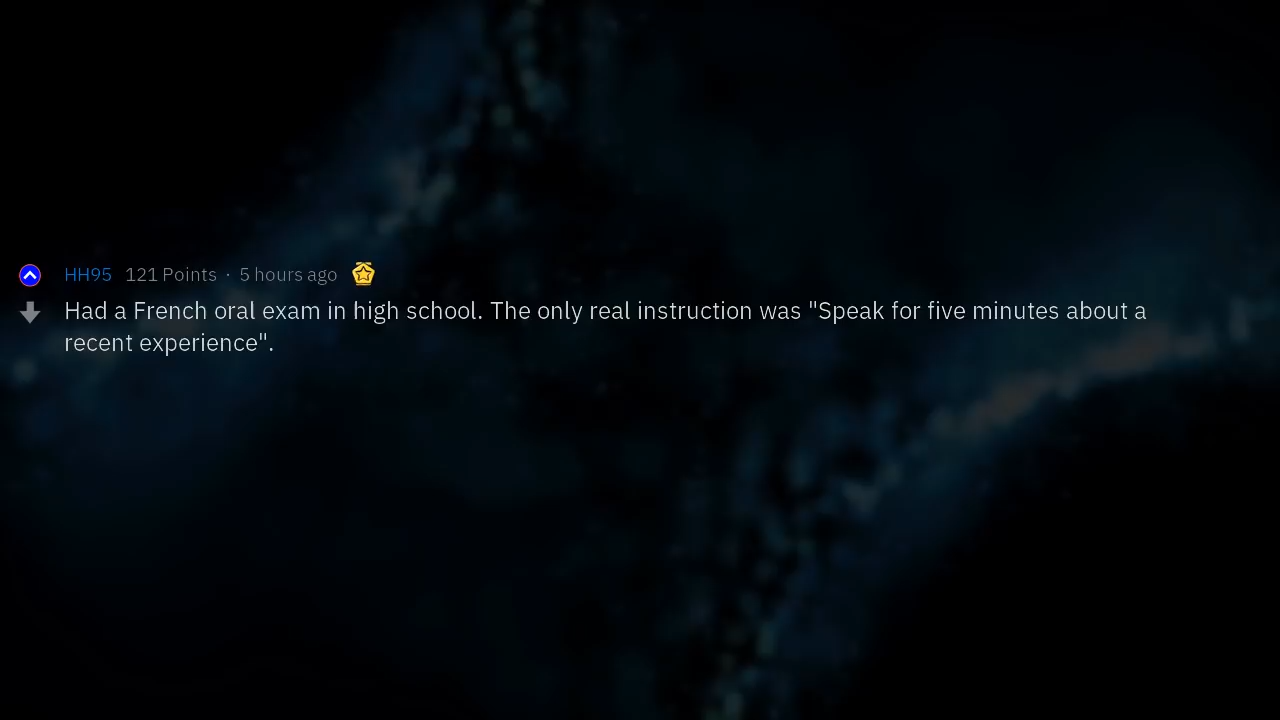 HH95 121 Points · 5 hours ago
Had a French oral exam in high school. The only real instruction was "Speak for five minutes about a
recent experience".